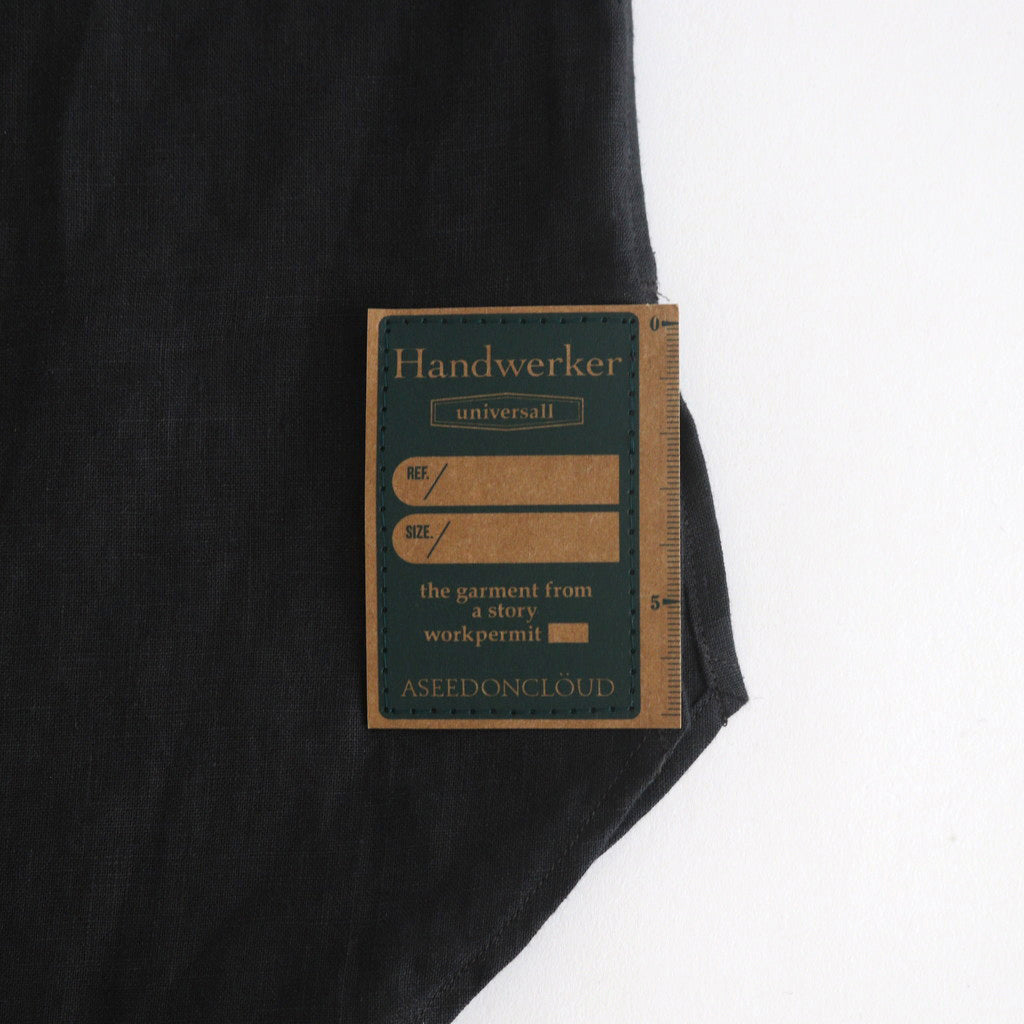 Handwerker
universall
REF. /
SIZE. /
the garment from
a story
workpermit
ASEEDONCLÖUD
0
5